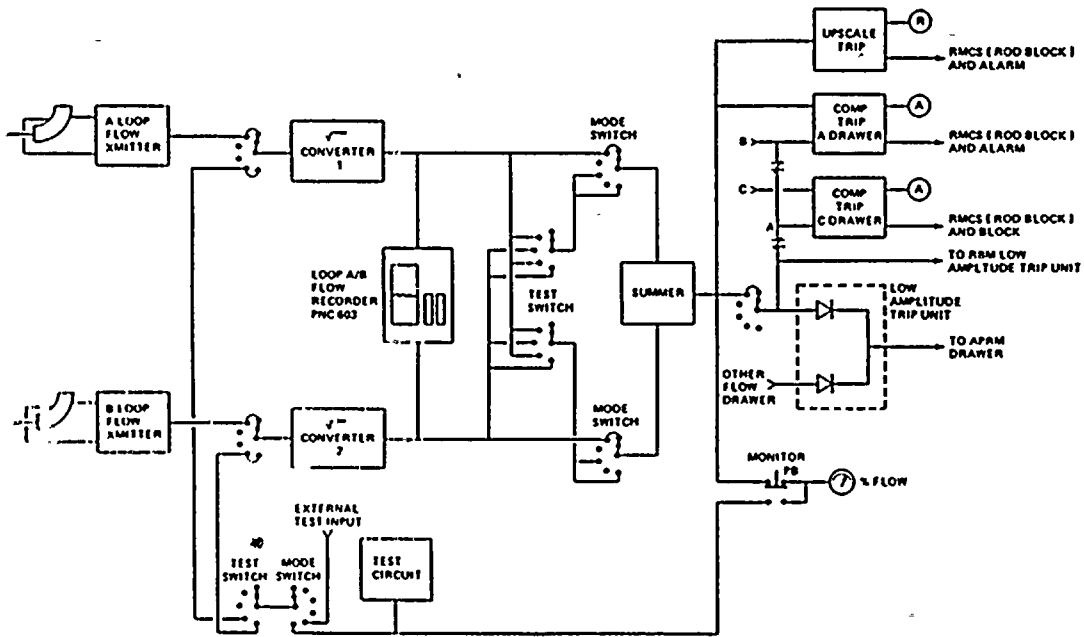 UPSCALE
TRIP
R
RMCS [ROD BLOCK]
AND ALARM
A LOOP
FLOW
XMITTER
√
CONVERTER
1
MODE
SWITCH
COMP
TRIP
A DRAWER
A
B
RMCS [ROD BLOCK]
AND ALARM
C
COMP
TRIP
C DRAWER
A
RMCS [ROD BLOCK]
AND BLOCK
A
TO RBM LOW
AMPLTUDE TRIP UNIT
LOOP A/B
FLOW
RECORDER
PNC 603
TEST
SWITCH
SUMMER
LOW
AMPLITUDE
TRIP UNIT
TO APRM
DRAWER
OTHER
FLOW
DRAWER
B LOOP
FLOW
XMITTER
√
CONVERTER
2
MODE
SWITCH
MONITOR
PB
% FLOW
EXTERNAL
TEST INPUT
TEST
SWITCH
MODE
SWITCH
TEST
CIRCUIT